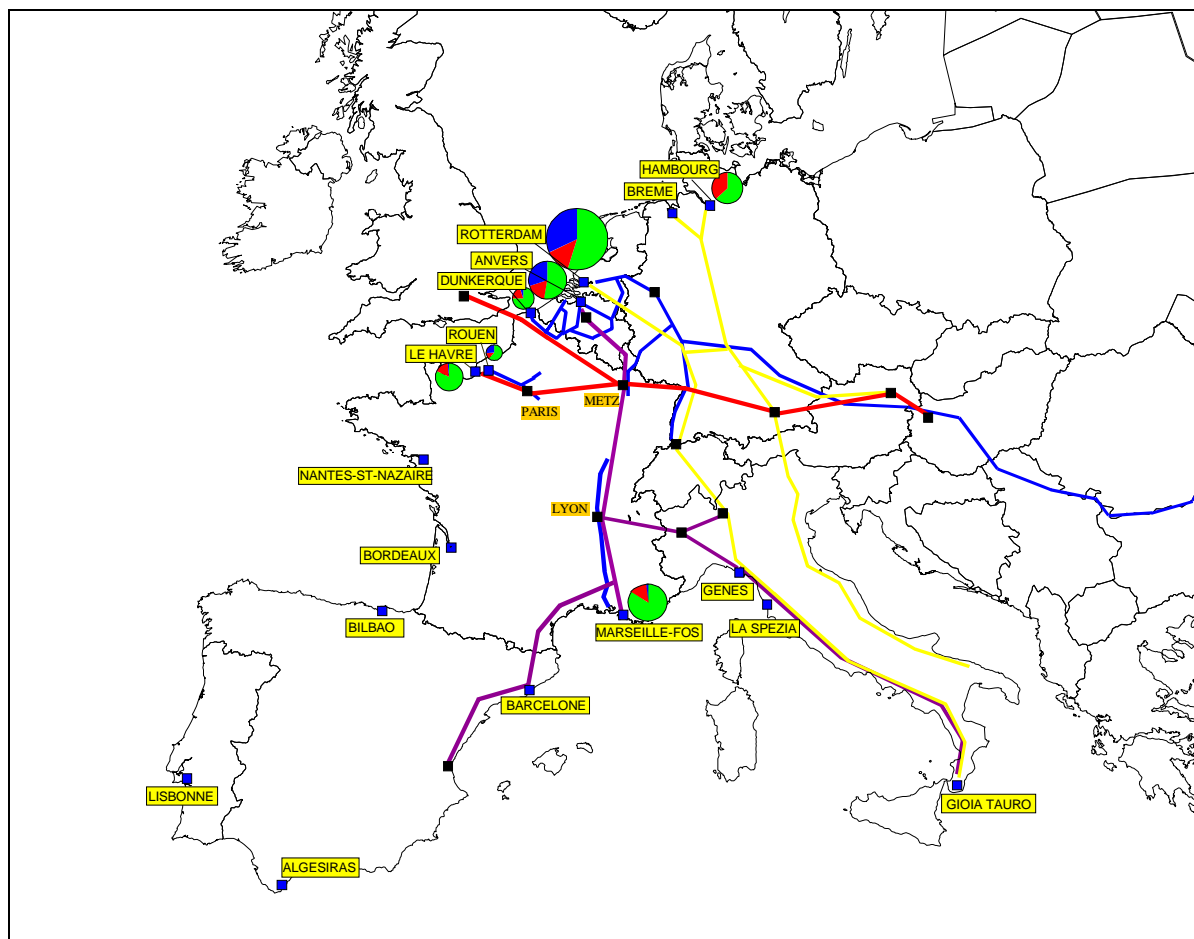 HAMBOURG
BREME
ROTTERDAM
ANVERS
DUNKERQUE
ROUEN
LE HAVRE
PARIS
METZ
NANTES-ST-NAZAIRE
LYON
BORDEAUX
GENES
BILBAO
MARSEILLE-FOS
LA SPEZIA
BARCELONE
LISBONNE
GIOIA TAURO
ALGESIRAS